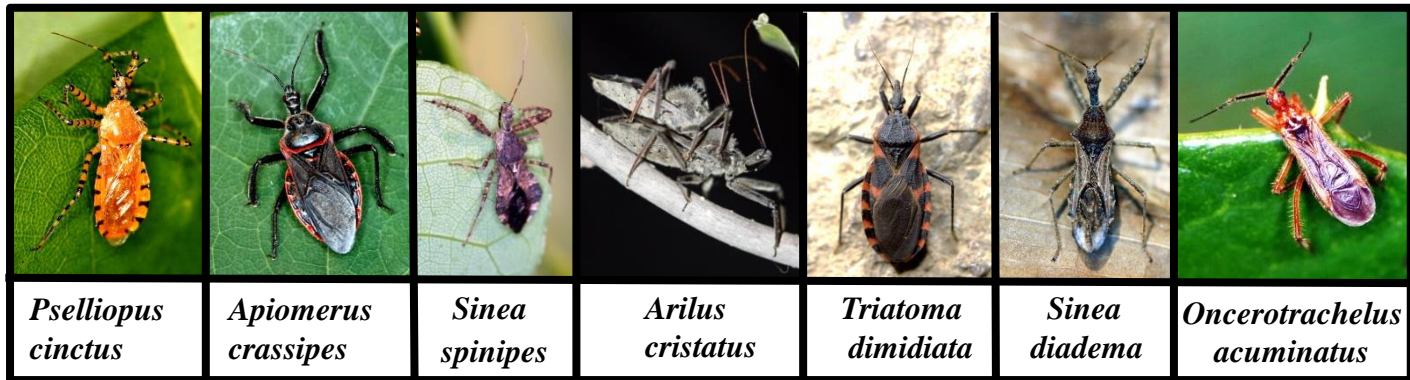 Pselliopus
cinctus
Apiomerus
crassipes
Sinea
spinipes
Arilus
cristatus
Triatoma
dimidiata
Sinea
diadema
Oncerotrachelus
acuminatus